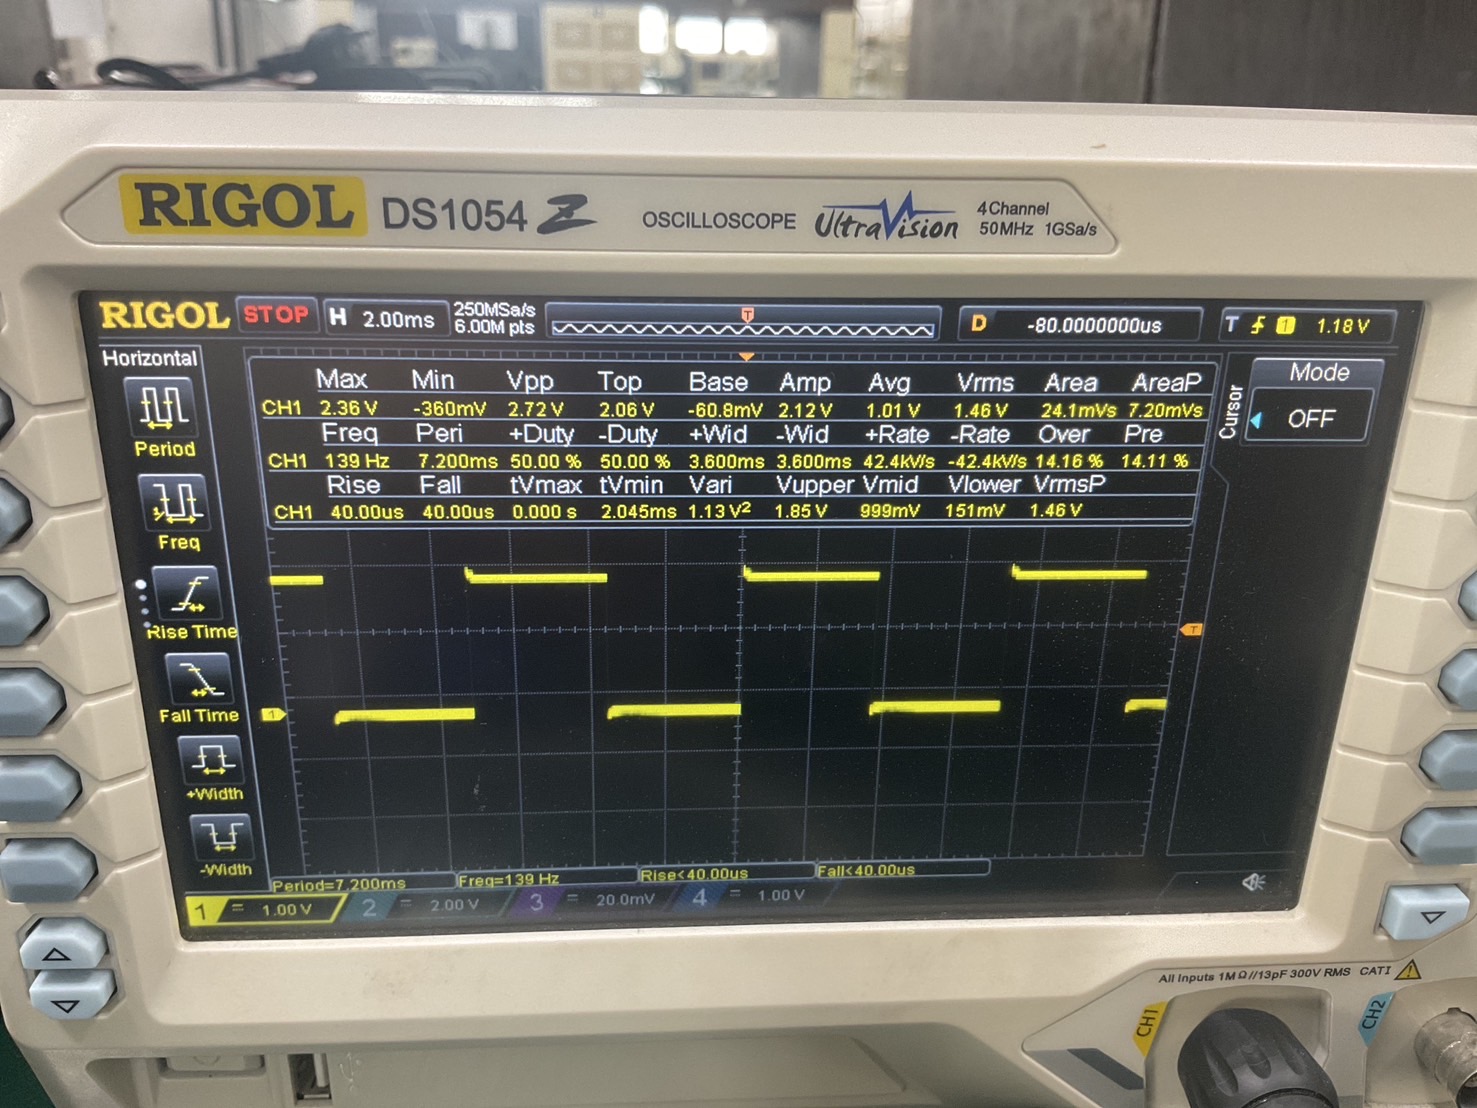 RIGOL DS1054Z OSCILLOSCOPE UltraVision 4 Channel
50MHz 1GSa/s
RIGOL STOP H 2.00ms 250MSa/s
6.00M pts
T
D -80.0000000us T 1 1.18 V
Horizontal
Period
Freq
Rise Time
Fall Time
+Width
-Width
Max Min Vpp Top Base Amp Avg Vrms Area AreaP
CH1 2.36 V -360mV 2.72 V 2.06 V -60.8mV 2.12 V 1.01 V 1.46 V 24.1mVs 7.20mVs
Freq Peri +Duty -Duty +Wid -Wid +Rate -Rate Over Pre
CH1 139 Hz 7.200ms 50.00 % 50.00 % 3.600ms 3.600ms 42.4kV/s -42.4kV/s 14.16 % 14.11 %
Rise Fall tVmax tVmin Vari Vupper Vmid Vlower VrmsP
CH1 40.00us 40.00us 0.000 s 2.045ms 1.13 V² 1.85 V 999mV 151mV 1.46 V
Cursor
Mode
OFF
T
1
Period=7.200ms Freq=139 Hz Rise<40.00us Fall<40.00us
1 = 1.00 V 2 = 2.00 V 3 = 20.0mV 4 = 1.00 V
All Inputs 1MΩ//13pF 300V RMS CAT I
CH1
CH2